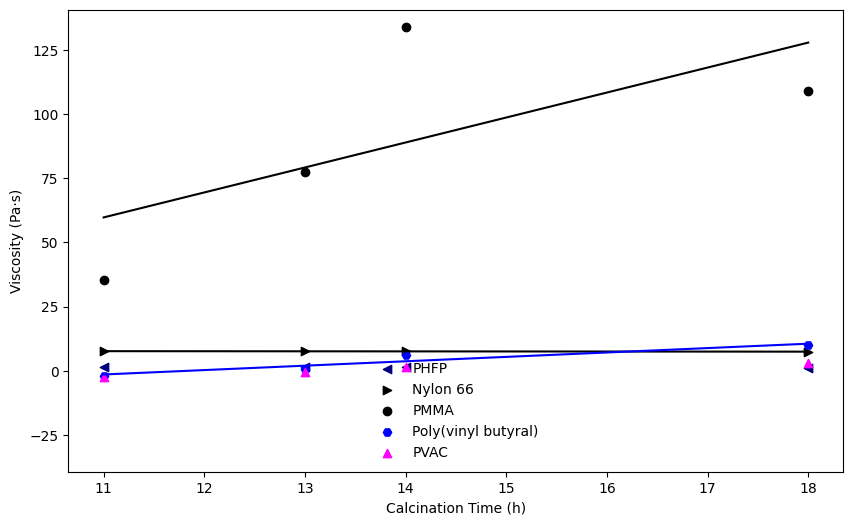 125
100
75
50
25
0
−25
Viscosity (Pa·s)
PHFP
Nylon 66
PMMA
Poly(vinyl butyral)
PVAC
11 12 13 14 15 16 17 18
Calcination Time (h)